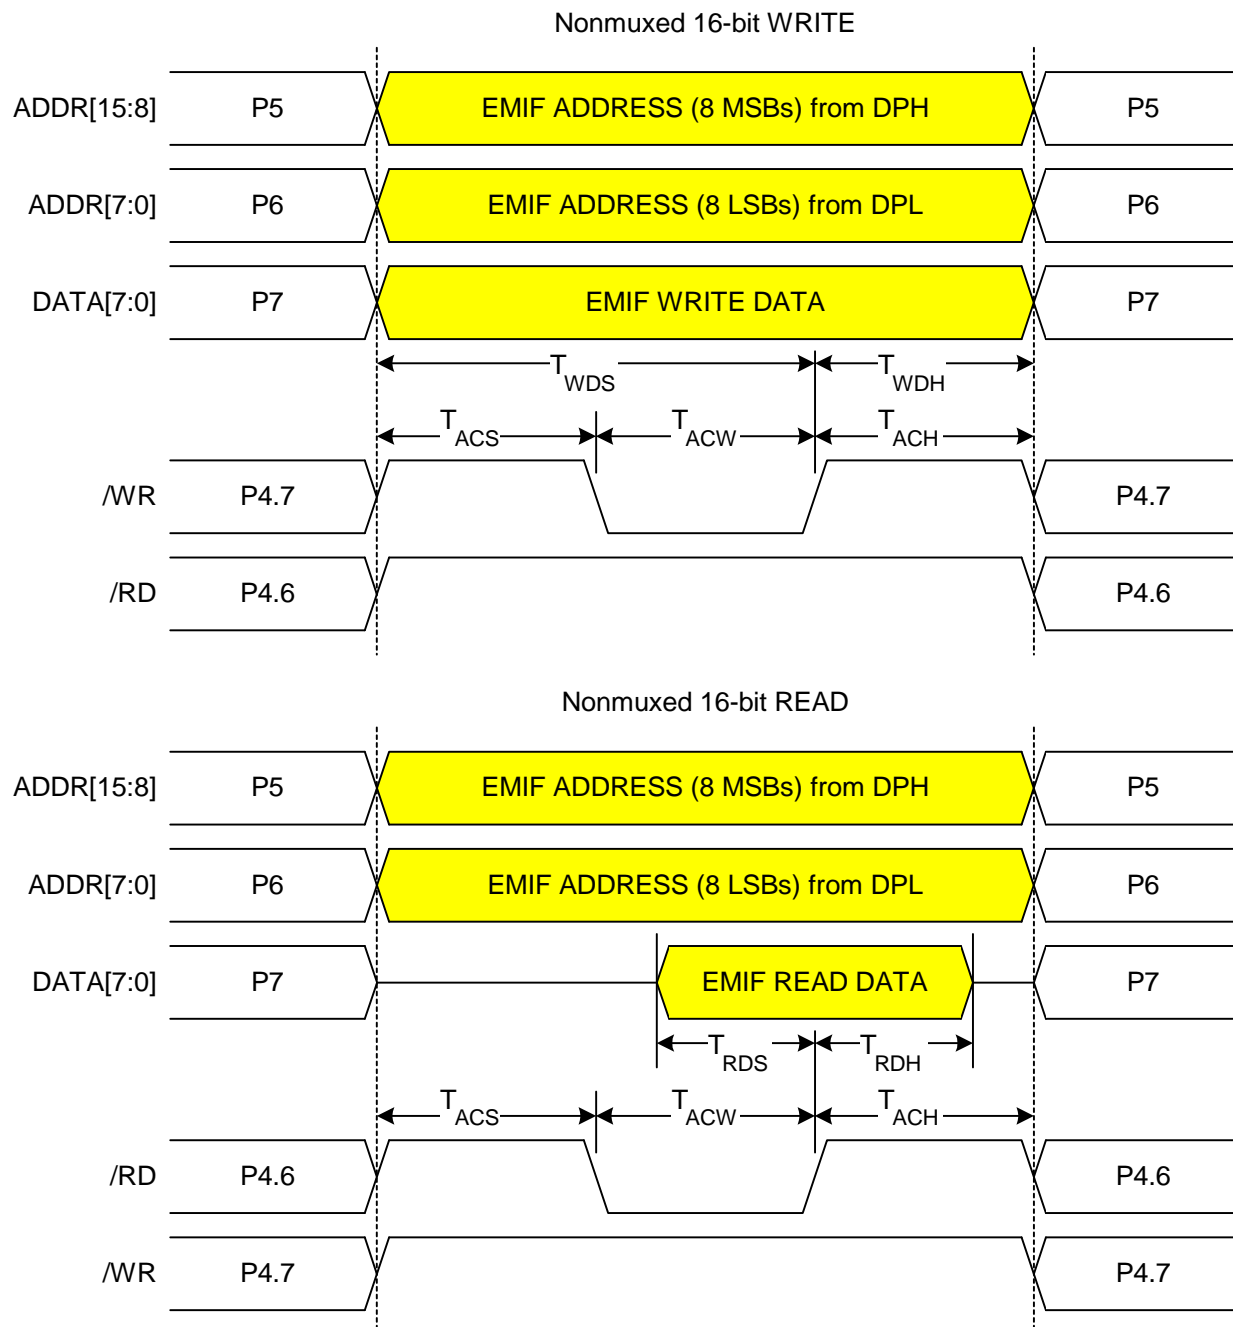 Nonmuxed 16-bit WRITE
ADDR[15:8] P5 EMIF ADDRESS (8 MSBs) from DPH P5
ADDR[7:0] P6 EMIF ADDRESS (8 LSBs) from DPL P6
DATA[7:0] P7 EMIF WRITE DATA P7
TWDS TWDH
TACS TACW TACH
/WR P4.7 P4.7
/RD P4.6 P4.6
Nonmuxed 16-bit READ
ADDR[15:8] P5 EMIF ADDRESS (8 MSBs) from DPH P5
ADDR[7:0] P6 EMIF ADDRESS (8 LSBs) from DPL P6
DATA[7:0] P7 EMIF READ DATA P7
TRDS TRDH
TACS TACW TACH
/RD P4.6 P4.6
/WR P4.7 P4.7